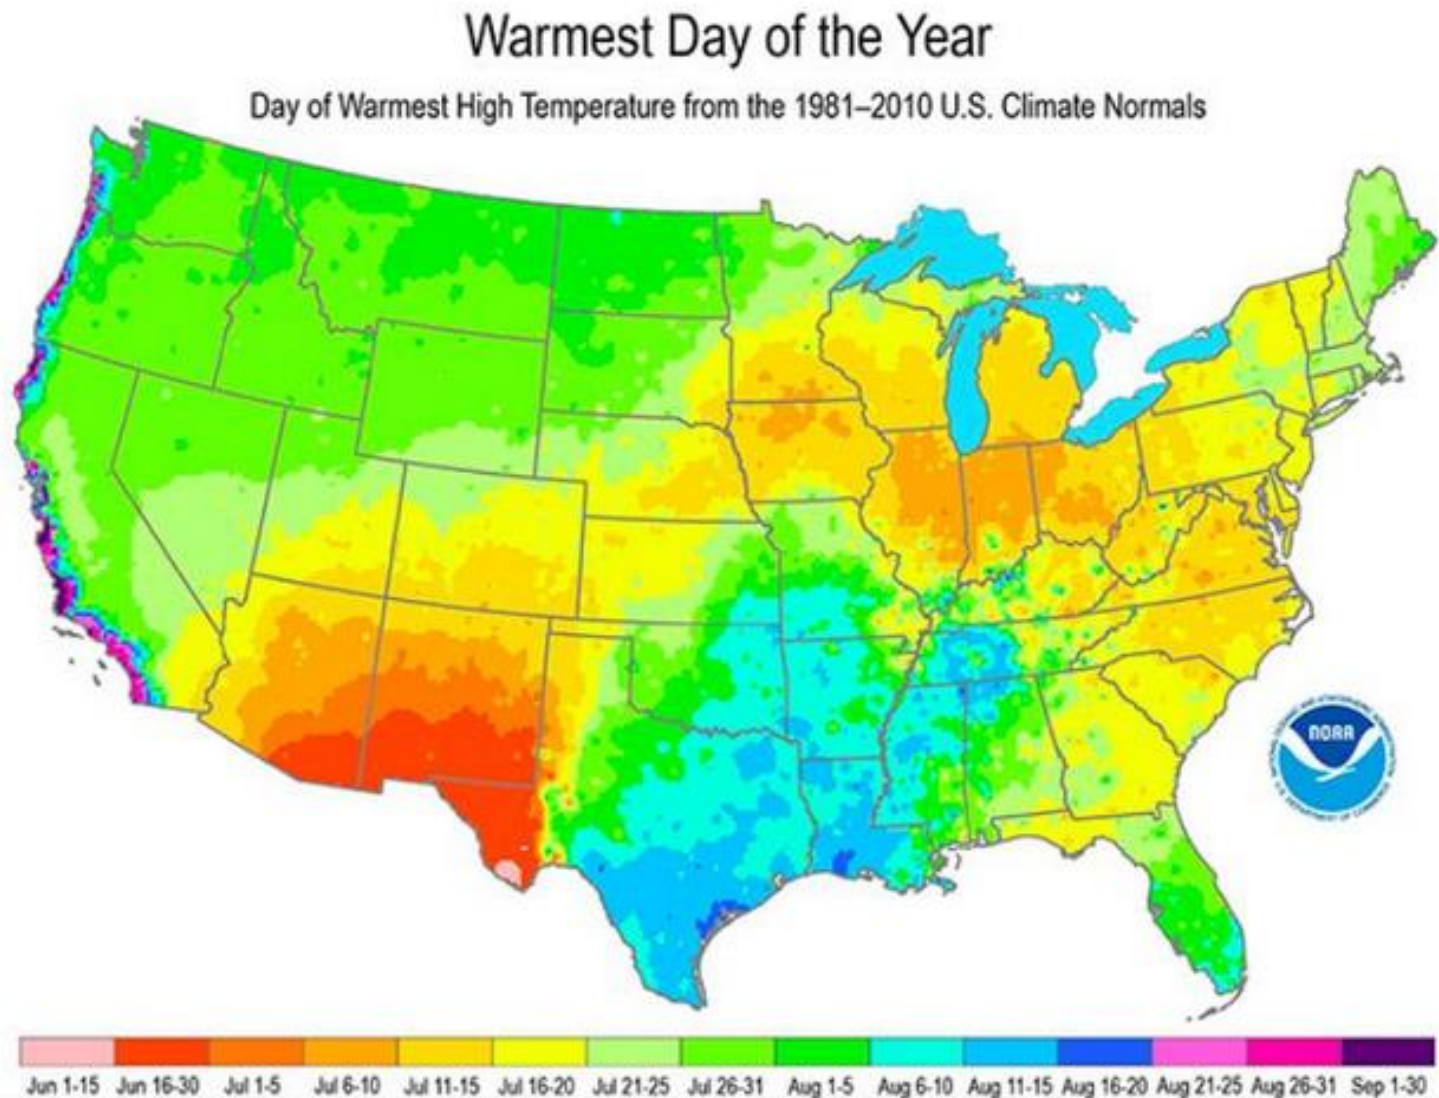 Warmest Day of the Year
Day of Warmest High Temperature from the 1981–2010 U.S. Climate Normals
NOAA
Jun 1-15 Jun 16-30 Jul 1-5 Jul 6-10 Jul 11-15 Jul 16-20 Jul 21-25 Jul 26-31 Aug 1-5 Aug 6-10 Aug 11-15 Aug 16-20 Aug 21-25 Aug 26-31 Sep 1-30